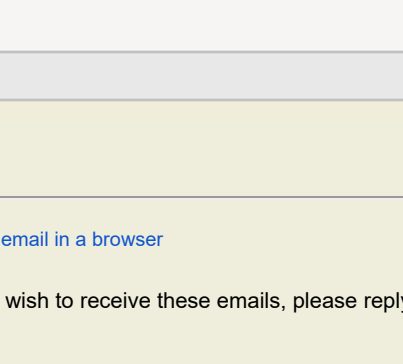 email in a browser
wish to receive these emails, please reply